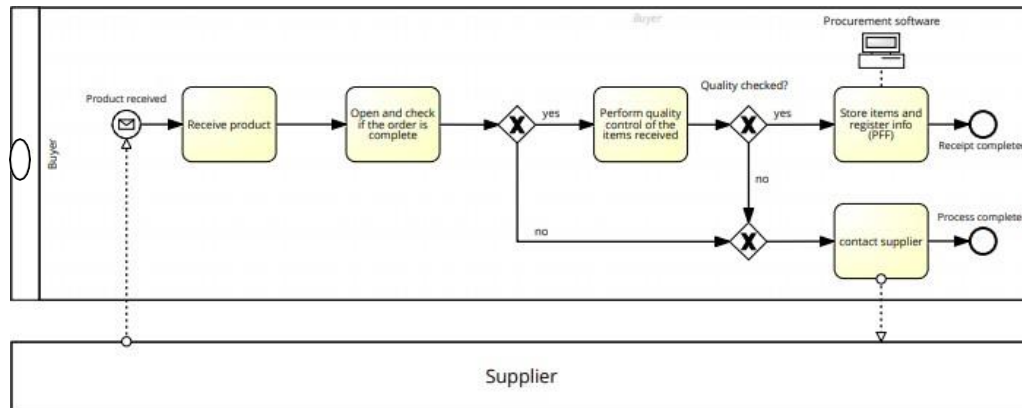 Buyer
Procurement software
Product received
Quality checked?
Buyer
Receive product
Open and check
if the order is
complete
yes
Perform quality
control of the
items received
yes
Store items and
register info
(PFF)
Receipt completed
no
no
contact supplier
Process complete
Supplier